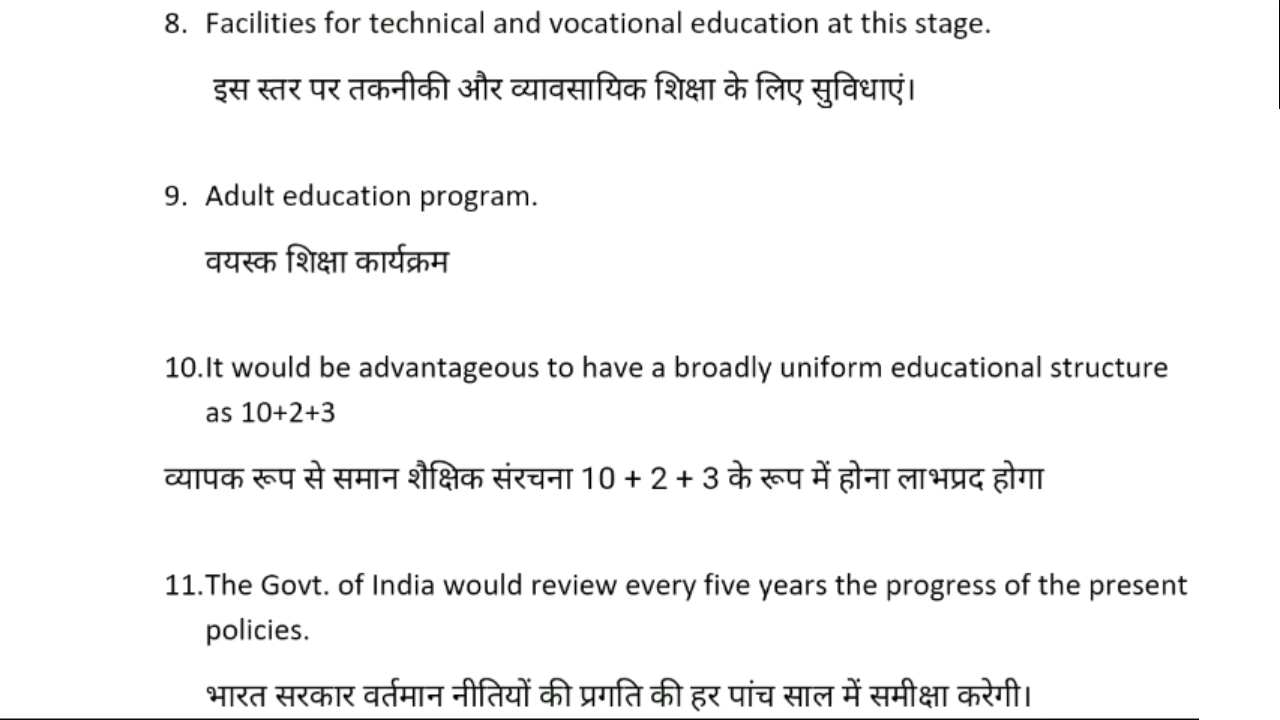 8. Facilities for technical and vocational education at this stage.
इस स्तर पर तकनीकी और व्यावसायिक शिक्षा के लिए सुविधाएं।
9. Adult education program.
वयस्क शिक्षा कार्यक्रम
10.It would be advantageous to have a broadly uniform educational structure
as 10+2+3
व्यापक रूप से समान शैक्षिक संरचना 10 + 2 + 3 के रूप में होना लाभप्रद होगा
11.The Govt. of India would review every five years the progress of the present
policies.
भारत सरकार वर्तमान नीतियों की प्रगति की हर पांच साल में समीक्षा करेगी।